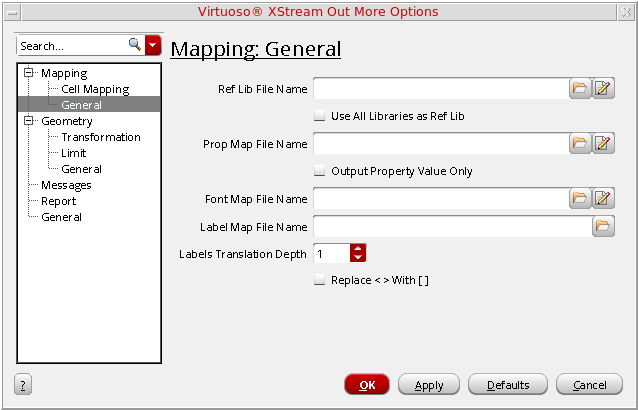 Virtuoso® XStream Out More Options
Search...
Mapping
Cell Mapping
General
Geometry
Transformation
Limit
General
Messages
Report
General
Mapping: General
Ref Lib File Name
Use All Libraries as Ref Lib
Prop Map File Name
Output Property Value Only
Font Map File Name
Label Map File Name
Labels Translation Depth 1
Replace < > With [ ]
?
OK Apply Defaults Cancel